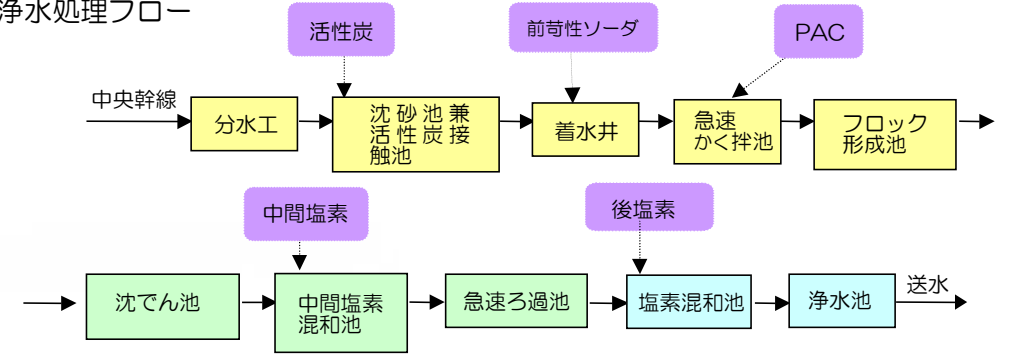 浄水処理フロー
活性炭
前苛性ソーダ
PAC
中央幹線
分水工
沈砂池兼
活性炭接
触池
着水井
急速
かく拌池
フロック
形成池
中間塩素
後塩素
沈でん池
中間塩素
混和池
急速ろ過池
塩素混和池
浄水池
送水